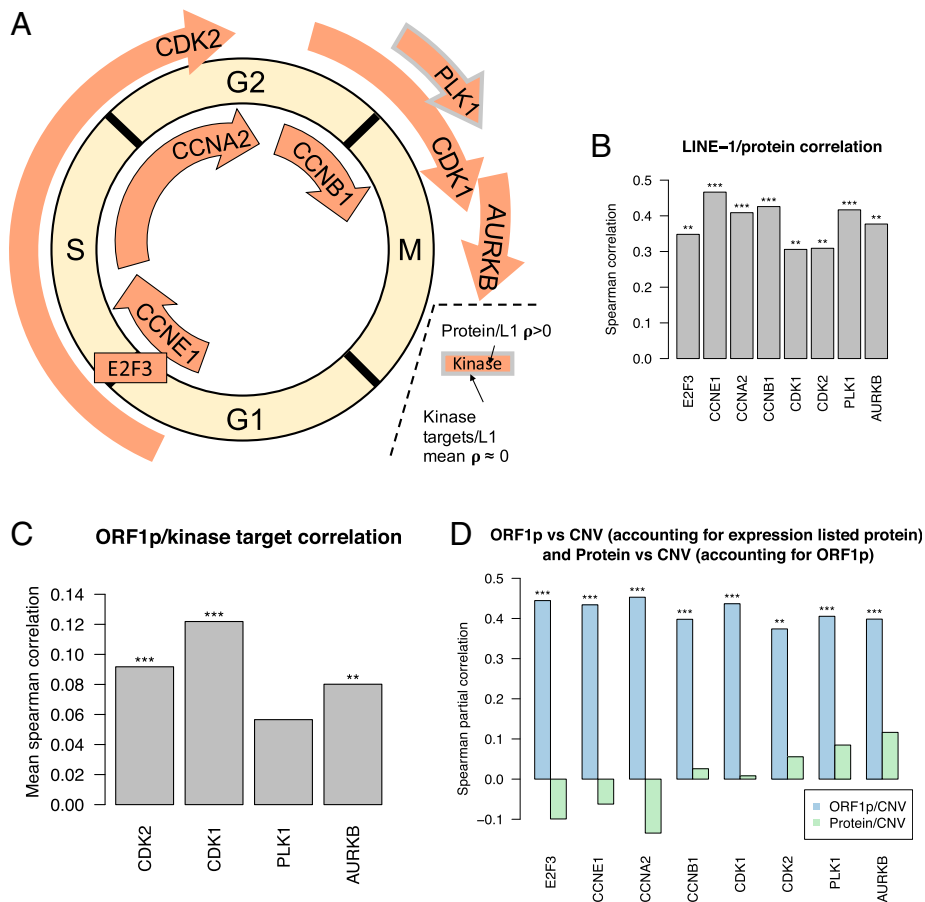 A
CDK2
G2
PLK1
CCNA2
CCNB1
CDK1
S
M
AURKB
CCNE1
E2F3
G1
Protein/L1 ρ>0
Kinase
Kinase
targets/L1
mean ρ ≈ 0
B
LINE−1/protein correlation
Spearman correlation
0.5
0.4
0.3
0.2
0.1
0.0
**
***
***
***
**
**
***
**
E2F3
CCNE1
CCNA2
CCNB1
CDK1
CDK2
PLK1
AURKB
C
ORF1p/kinase target correlation
Mean spearman correlation
0.14
0.12
0.10
0.08
0.06
0.04
0.02
0.00
***
***
**
CDK2
CDK1
PLK1
AURKB
D
ORF1p vs CNV (accounting for expression listed protein)
and Protein vs CNV (accounting for ORF1p)
Spearman partial correlation
0.5
0.4
0.3
0.2
0.1
0.0
−0.1
***
***
***
***
***
**
***
***
ORF1p/CNV
Protein/CNV
E2F3
CCNE1
CCNA2
CCNB1
CDK1
CDK2
PLK1
AURKB